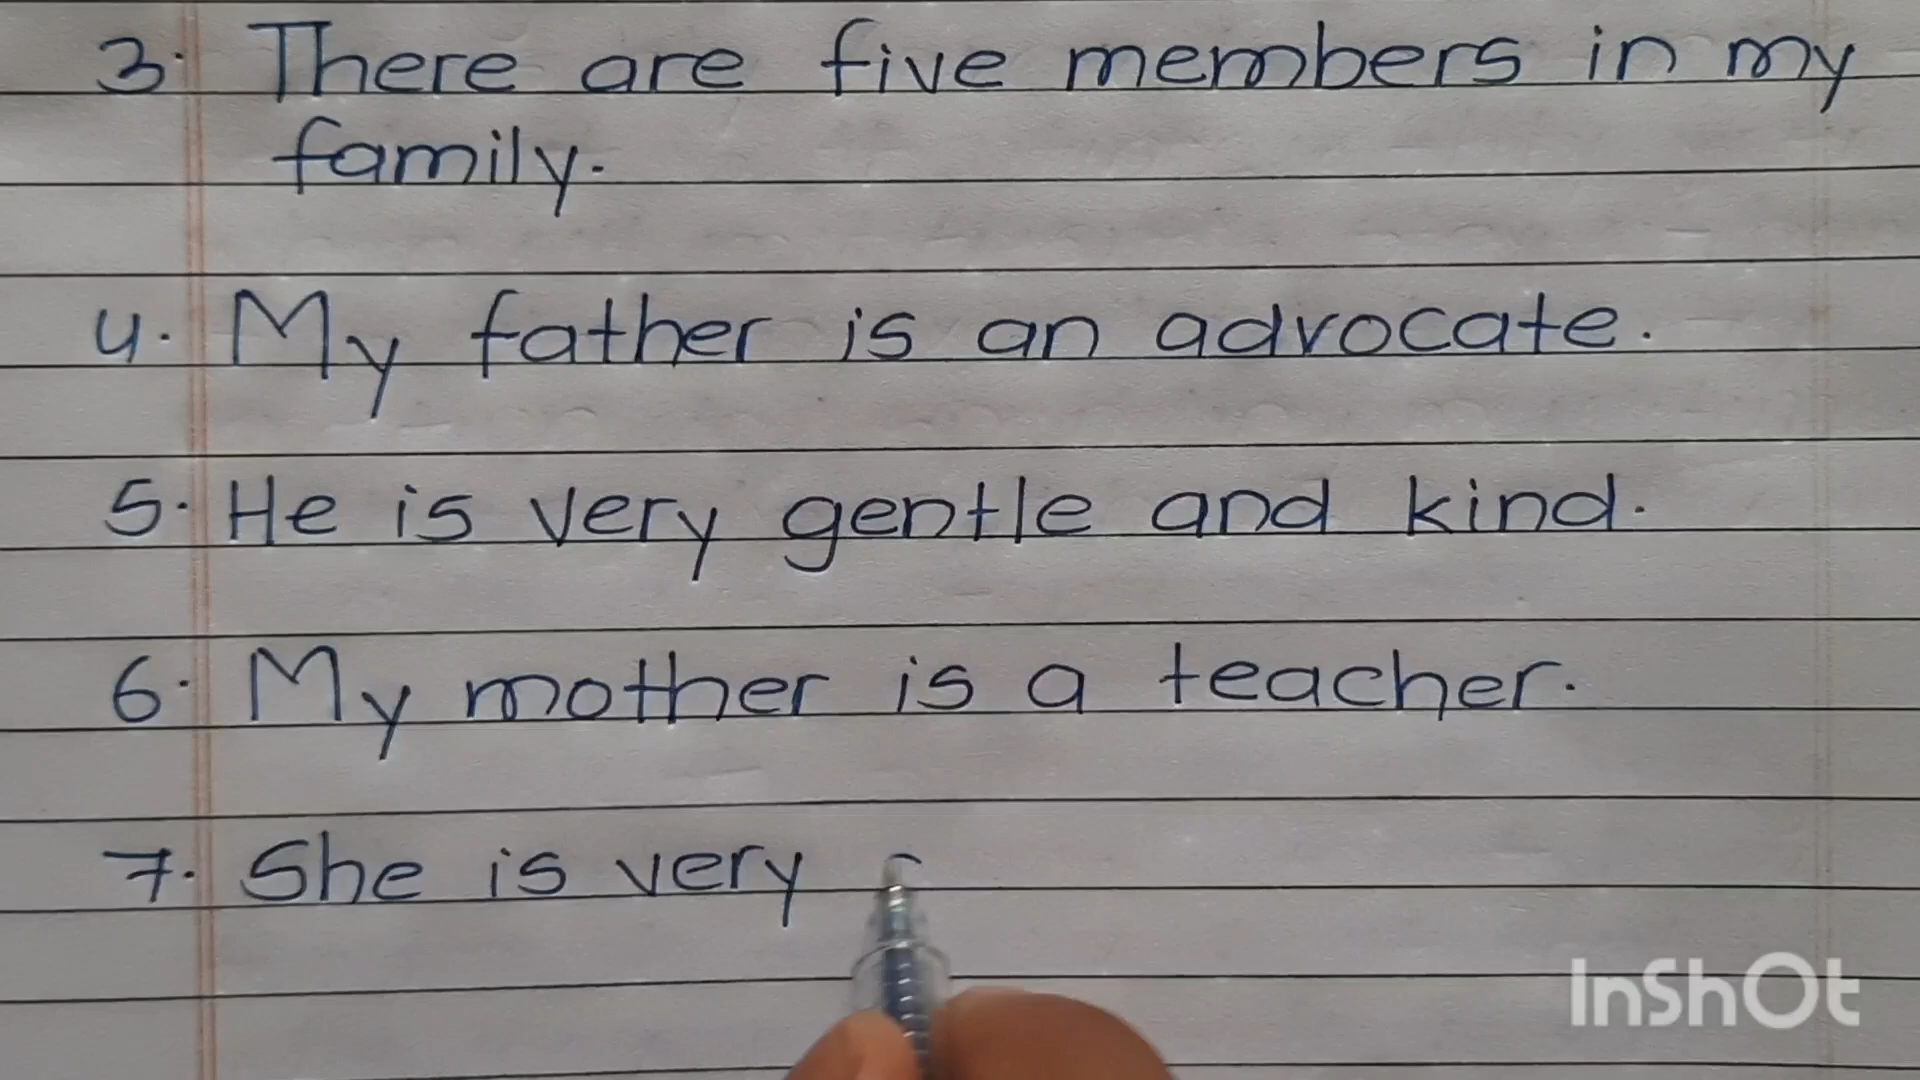 3. There are five members in my
family.
4. My father is an advocate.
5. He is very gentle and kind.
6. My mother is a teacher.
7. She is very
InShOt